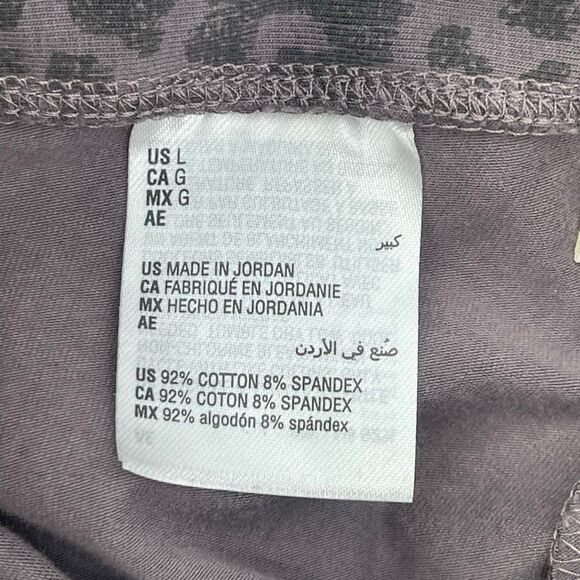 US L
CA G
MX G
AE
كبير
US MADE IN JORDAN
CA FABRIQUÉ EN JORDANIE
MX HECHO EN JORDANIA
AE
صُنع في الأردن
US 92% COTTON 8% SPANDEX
CA 92% COTON 8% SPANDEX
MX 92% algodón 8% spándex